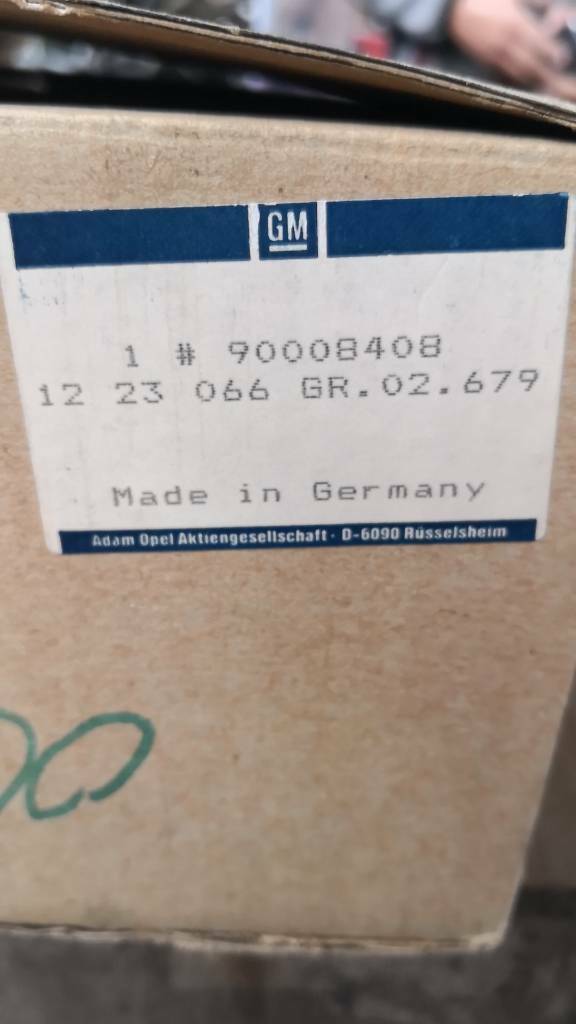 GM
1 # 90008408
12 23 066 GR.02.679
Made in Germany
Adam Opel Aktiengesellschaft · D-6090 Rüsselsheim